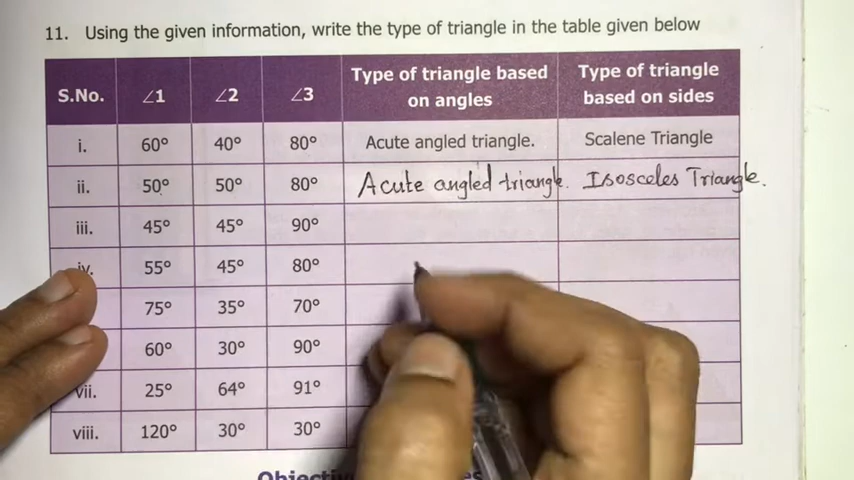 11. Using the given information, write the type of triangle in the table given below
S.No. ∠1 ∠2 ∠3 Type of triangle based on angles Type of triangle based on sides
i. 60° 40° 80° Acute angled triangle. Scalene Triangle
ii. 50° 50° 80° Acute angled triangle. Isosceles Triangle.
iii. 45° 45° 90°
iv. 55° 45° 80°
75° 35° 70°
60° 30° 90°
vii. 25° 64° 91°
viii. 120° 30° 30°